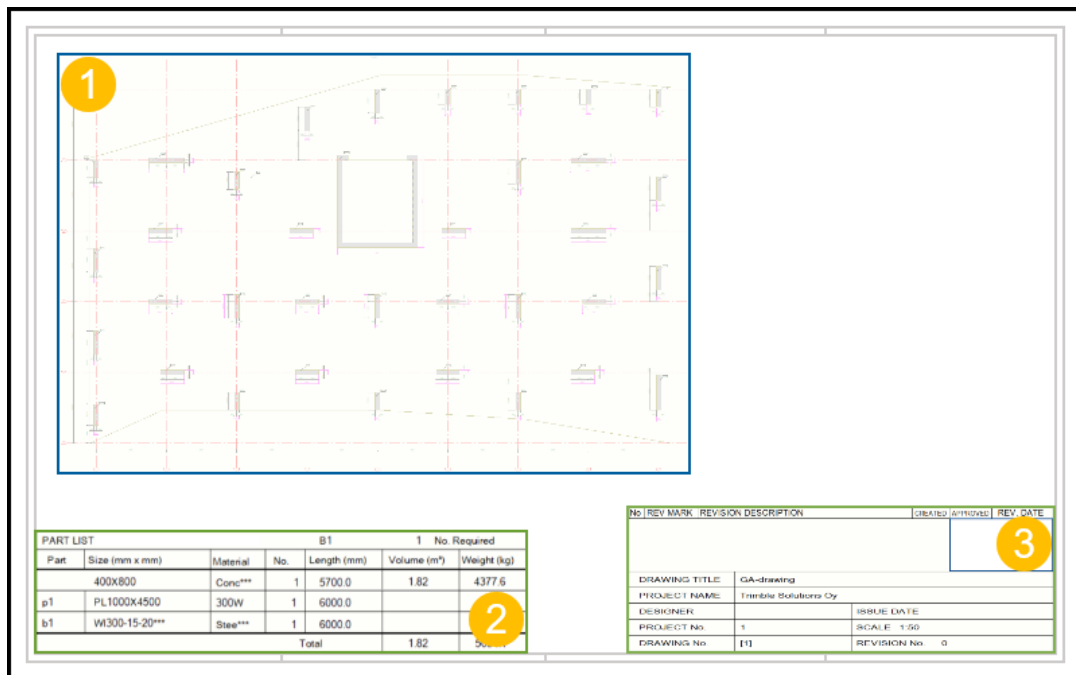 1
PART LIST B1 1 No. Required
Part Size (mm x mm) Material No. Length (mm) Volume (m³) Weight (kg)
400X800 Conc*** 1 5700.0 1.82 4377.6
p1 PL1000X4500 300W 1 6000.0
b1 WI300-15-20*** Stee*** 1 6000.0
2
Total 1.82
No REV MARK REVISION DESCRIPTION CREATED APPROVED REV. DATE
3
DRAWING TITLE GA-drawing
PROJECT NAME Trimble Solutions Oy
DESIGNER ISSUE DATE
PROJECT No. 1 SCALE 1:50
DRAWING No. [1] REVISION No. 0